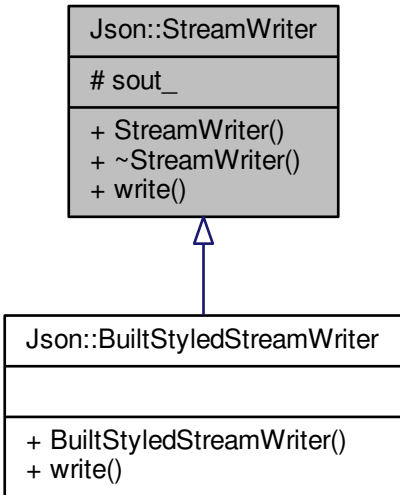 Json::StreamWriter
# sout_
+ StreamWriter()
+ ~StreamWriter()
+ write()
Json::BuiltStyledStreamWriter
+ BuiltStyledStreamWriter()
+ write()